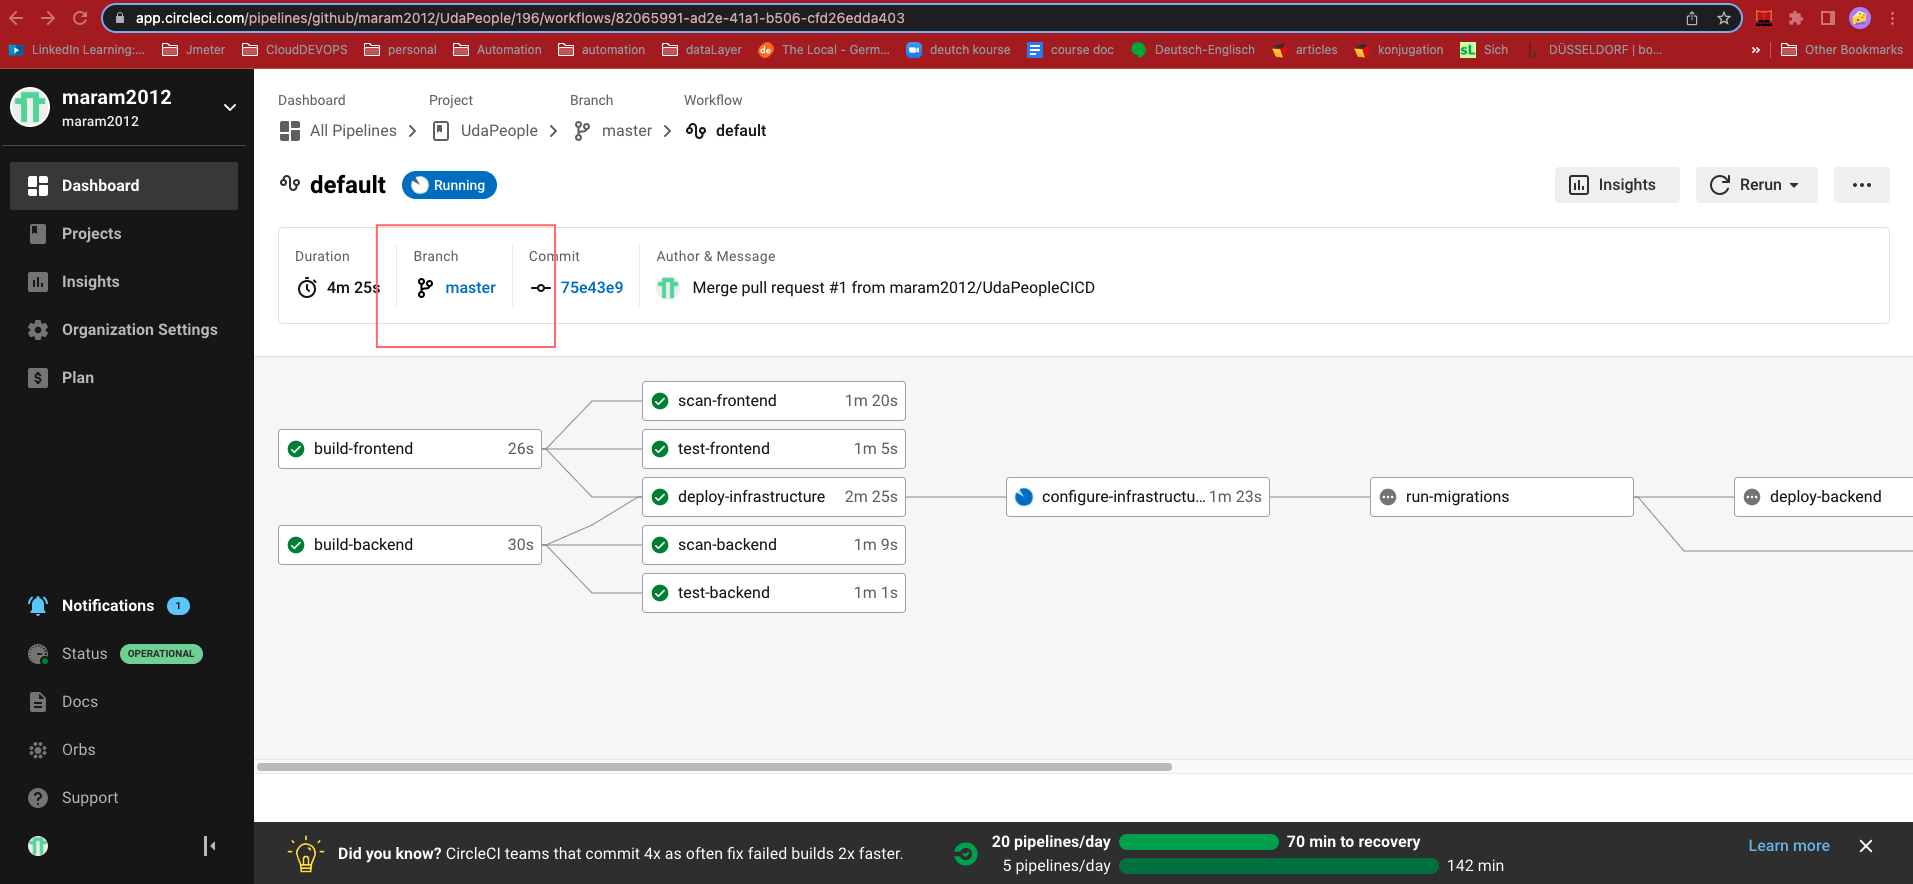 app.circleci.com/pipelines/github/maram2012/UdaPeople/196/workflows/82065991-ad2e-41a1-b506-cfd26edda403
LinkedIn Learning:... Jmeter CloudDEVOPS personal Automation automation dataLayer The Local - Germ... deutch kourse course doc Deutsch-Englisch articles konjugation Sich DÜSSELDORF | bo... » Other Bookmarks
maram2012
maram2012
Dashboard
Projects
Insights
Organization Settings
Plan
Notifications 1
Status OPERATIONAL
Docs
Orbs
Support
Dashboard Project Branch Workflow
All Pipelines UdaPeople master default
default Running Insights Rerun
Duration Branch Commit Author & Message
4m 25s master 75e43e9 Merge pull request #1 from maram2012/UdaPeopleCICD
scan-frontend 1m 20s
build-frontend 26s test-frontend 1m 5s
deploy-infrastructure 2m 25s configure-infrastructu... 1m 23s run-migrations deploy-backend
build-backend 30s scan-backend 1m 9s
test-backend 1m 1s
Did you know? CircleCI teams that commit 4x as often fix failed builds 2x faster.
20 pipelines/day 70 min to recovery
5 pipelines/day 142 min
Learn more